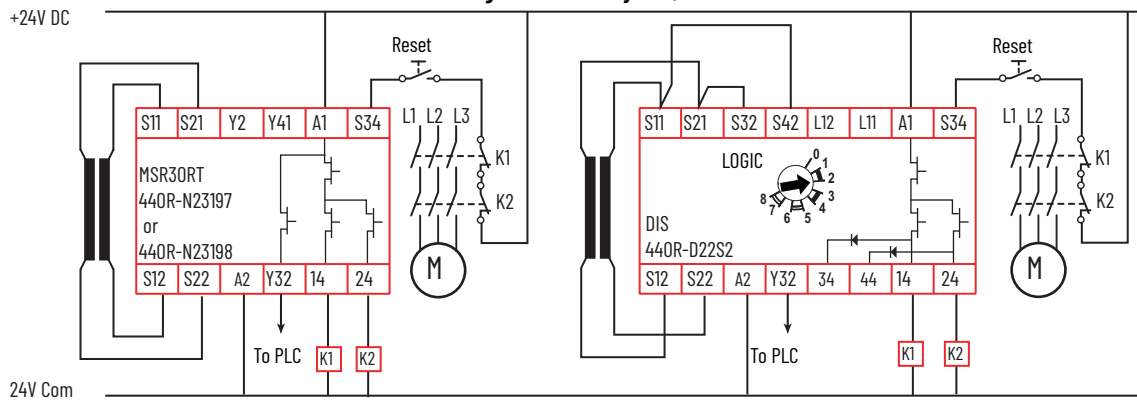 +24V DC
Reset
S11 S21 Y2 Y41 A1 S34
L1 L2 L3
K1
K2
MSR30RT
440R-N23197
or
440R-N23198
M
S12 S22 A2 Y32 14 24
To PLC
K1
K2
Reset
S11 S21 S32 S42 L12 L11 A1 S34
L1 L2 L3
K1
K2
LOGIC
0
1
2
3
4
5
6
7
8
DIS
440R-D22S2
M
S12 S22 A2 Y32 34 44 14 24
To PLC
K1
K2
24V Com